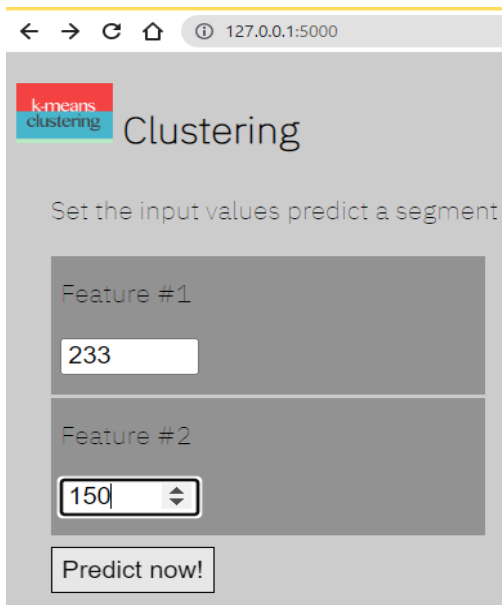 127.0.0.1:5000
k-means
clustering
Clustering
Set the input values predict a segment
Feature #1
233
Feature #2
150
Predict now!